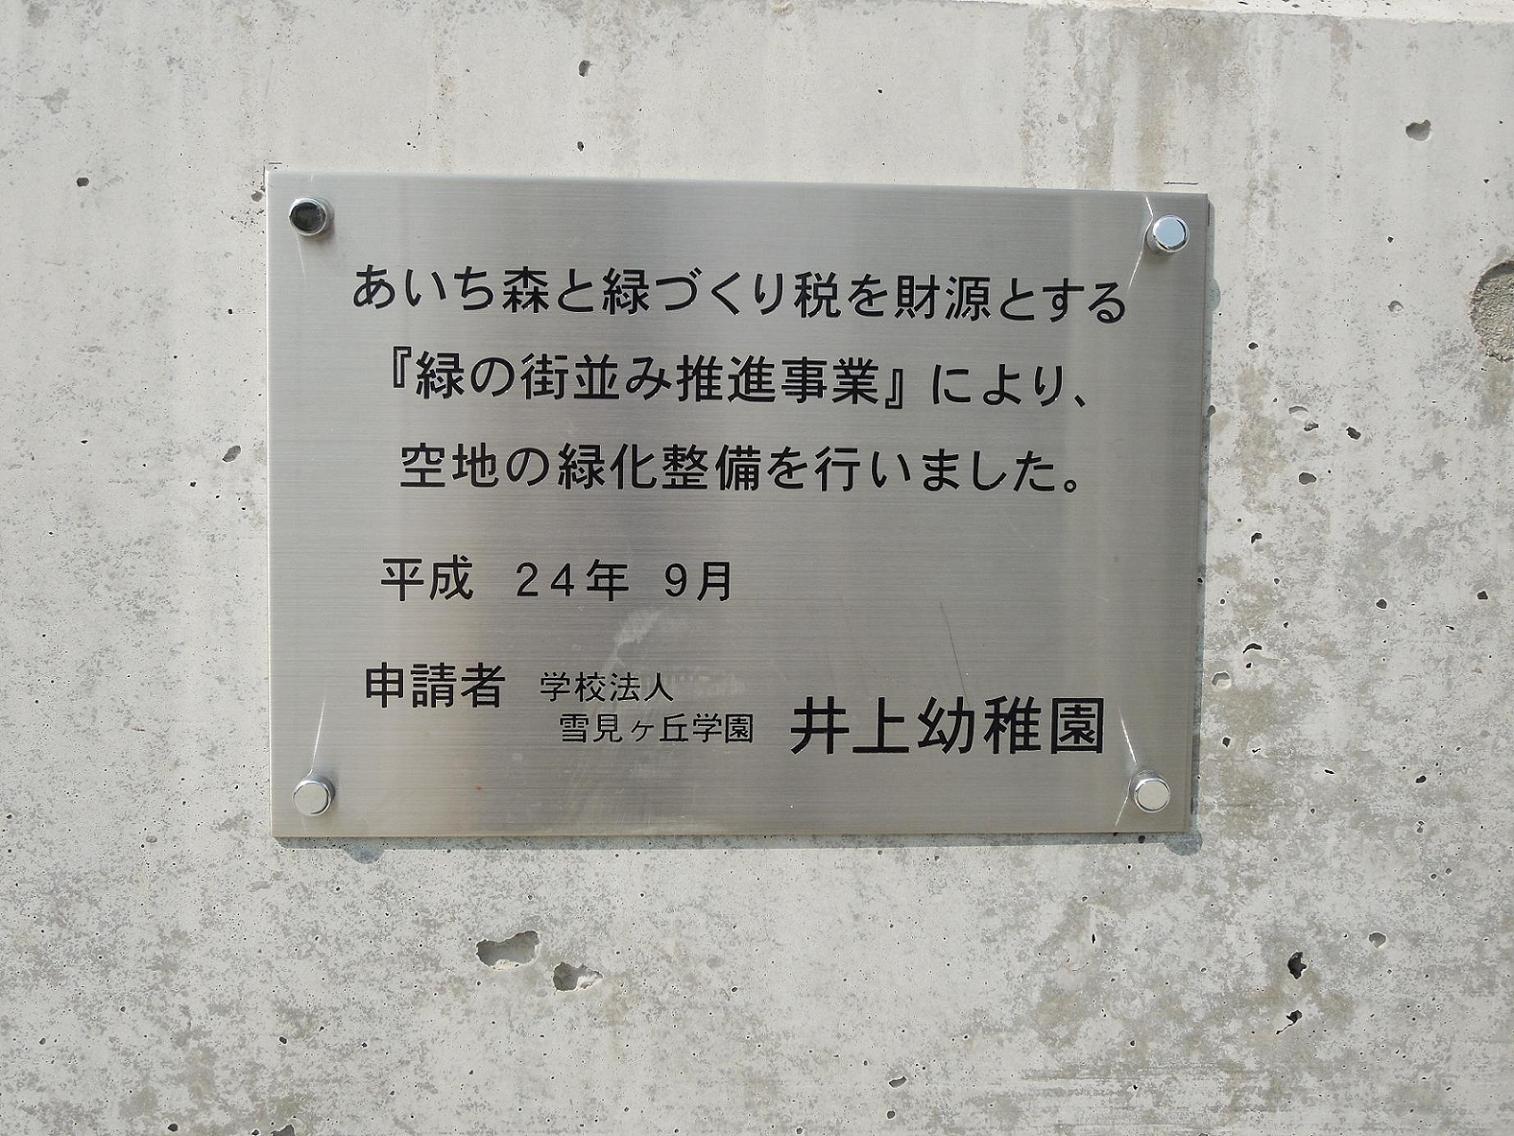 あいち森と緑づくり税を財源とする
『緑の街並み推進事業』により、
空地の緑化整備を行いました。
平成 24年 9月
申請者 学校法人
雪見ヶ丘学園 井上幼稚園